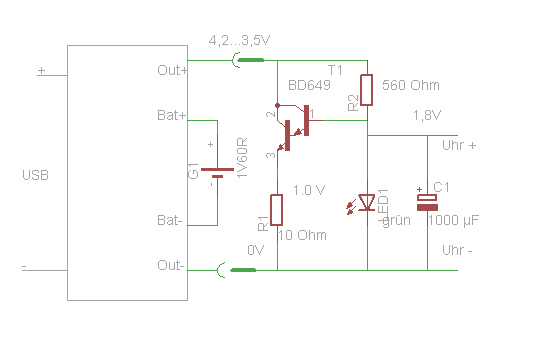 4,2...3,5V
Out+
T1
BD649
560 Ohm
+
R2
2
1
Bat+
1,8V
+
Uhr +
3
G1
1V60R
USB
1.0 V
+
C1
R1
LED1
grün
1000 µF
-
Bat-
10 Ohm
0V
Uhr -
Out-
-